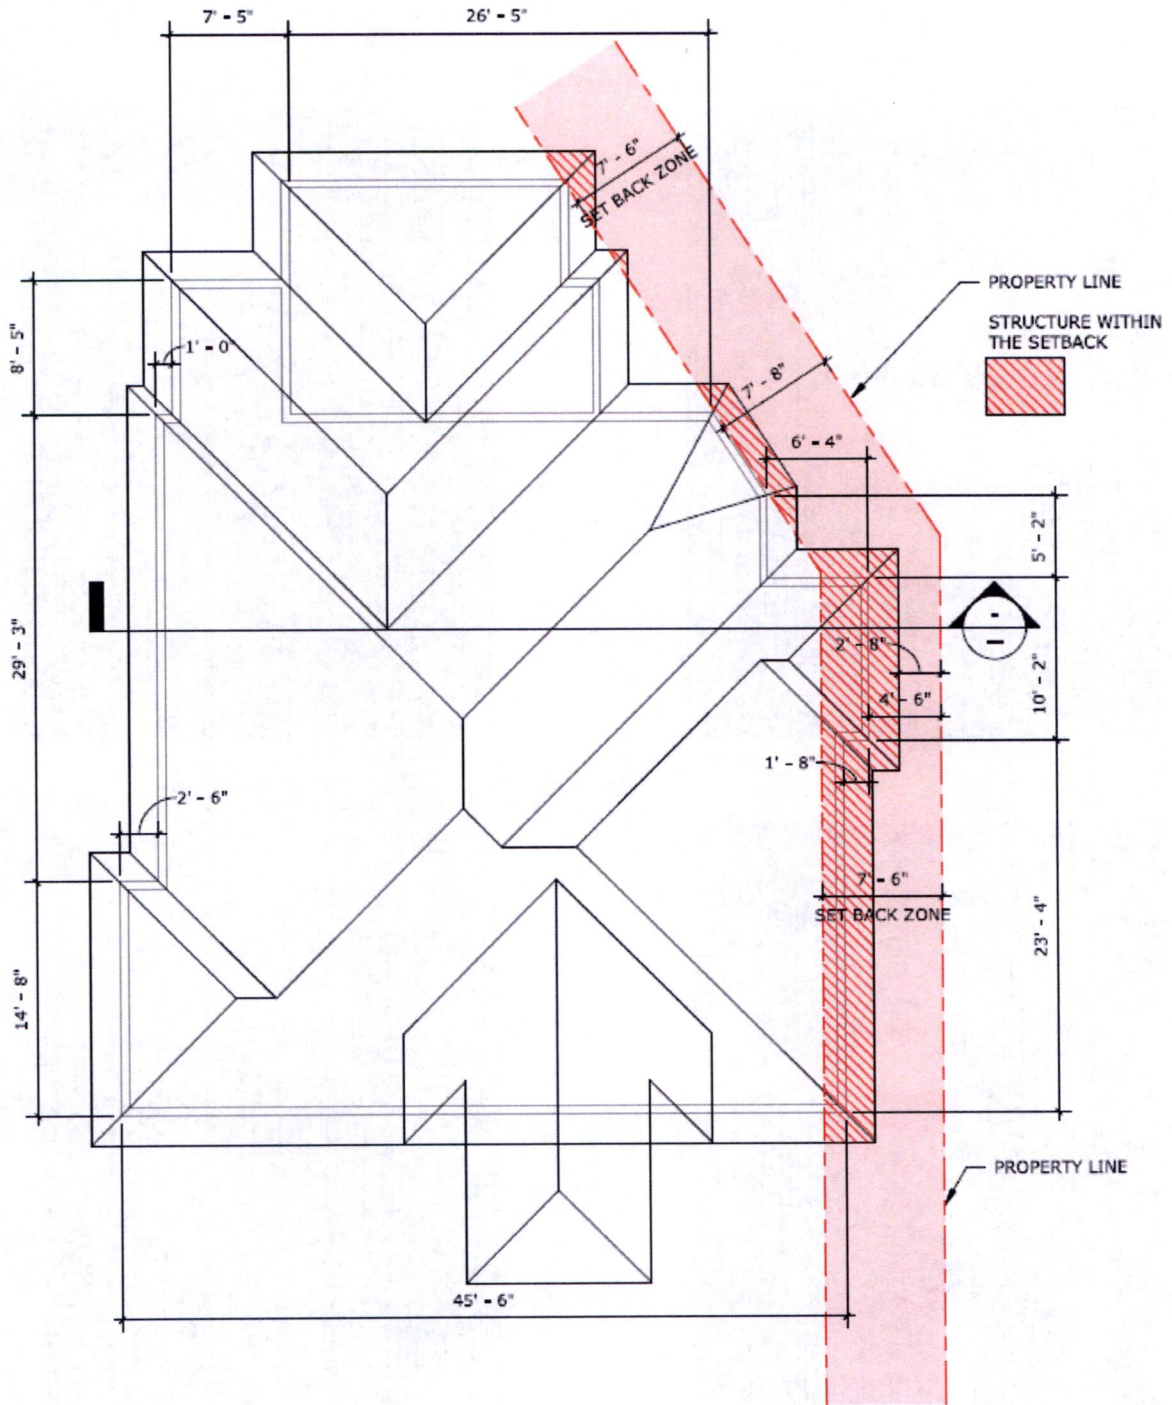 7' - 5"
26' - 5"
7' - 6"
SET BACK ZONE
PROPERTY LINE
STRUCTURE WITHIN
THE SETBACK
8' - 5"
1' - 0"
7' - 8"
6' - 4"
5' - 2"
29' - 3"
2' - 8"
10' - 2"
4' - 6"
1' - 8"
2' - 6"
7' - 6"
SET BACK ZONE
23' - 4"
14' - 8"
PROPERTY LINE
45' - 6"